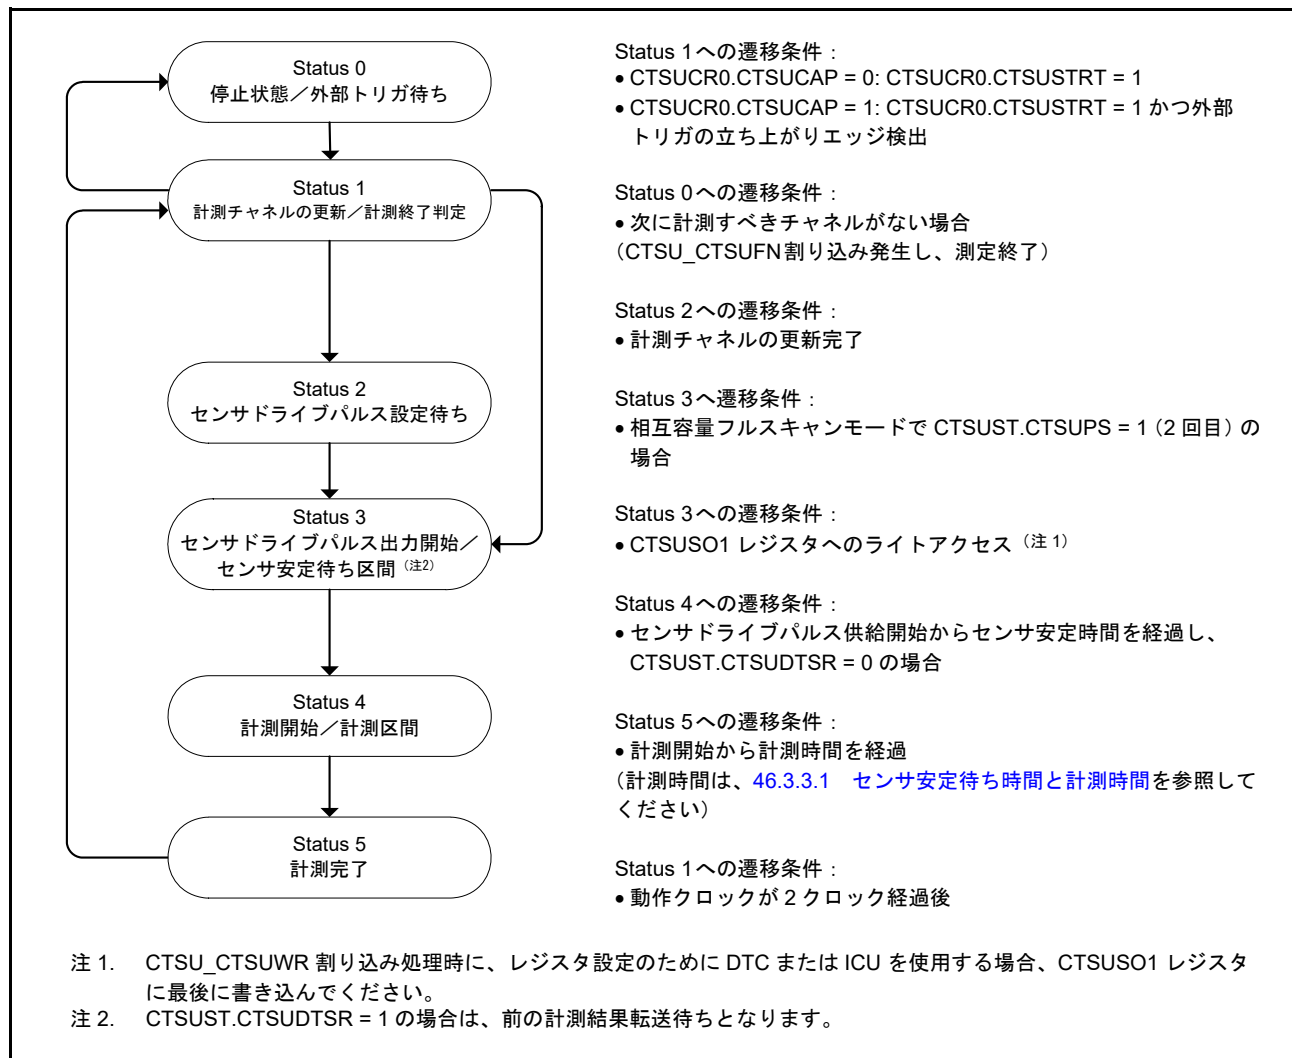 Status 0
停止状態／外部トリガ待ち
Status 1
計測チャネルの更新／計測終了判定
Status 2
センサドライブパルス設定待ち
Status 3
センサドライブパルス出力開始／
センサ安定待ち区間（注2）
Status 4
計測開始／計測区間
Status 5
計測完了
Status 1への遷移条件：
• CTSUCR0.CTSUCAP = 0: CTSUCR0.CTSUSTRT = 1
• CTSUCR0.CTSUCAP = 1: CTSUCR0.CTSUSTRT = 1 かつ外部
トリガの立ち上がりエッジ検出
Status 0への遷移条件：
• 次に計測すべきチャネルがない場合
（CTSU_CTSUFN割り込み発生し、測定終了）
Status 2への遷移条件：
• 計測チャネルの更新完了
Status 3へ遷移条件：
• 相互容量フルスキャンモードで CTSUST.CTSUPS = 1（2 回目）の
場合
Status 3への遷移条件：
• CTSUSO1 レジスタへのライトアクセス（注 1）
Status 4への遷移条件：
• センサドライブパルス供給開始からセンサ安定時間を経過し、
CTSUST.CTSUDTSR = 0 の場合
Status 5への遷移条件：
• 計測開始から計測時間を経過
（計測時間は、46.3.3.1　センサ安定待ち時間と計測時間を参照して
ください）
Status 1への遷移条件：
• 動作クロックが 2 クロック経過後
注 1. CTSU_CTSUWR 割り込み処理時に、レジスタ設定のために DTC または ICU を使用する場合、CTSUSO1 レジスタ
に最後に書き込んでください。
注 2. CTSUST.CTSUDTSR = 1 の場合は、前の計測結果転送待ちとなります。